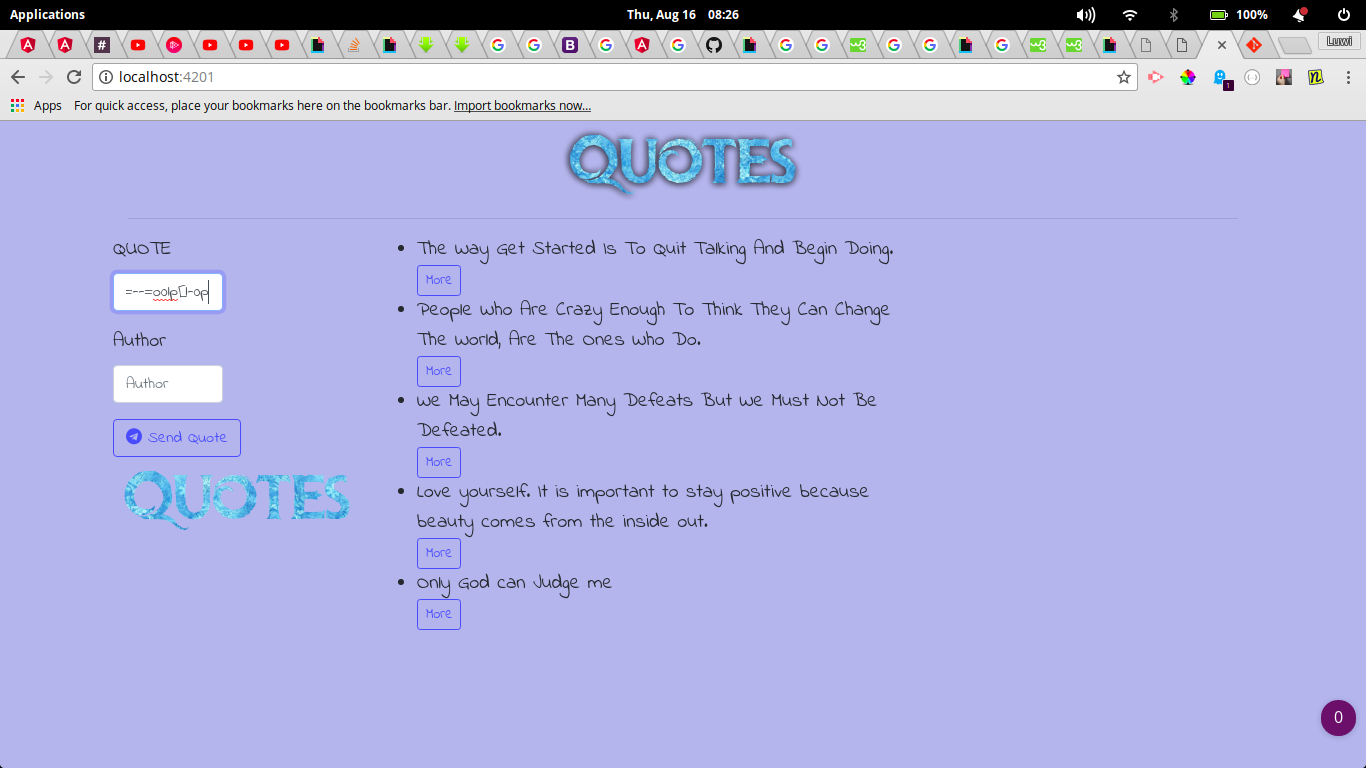 Applications
Thu, Aug 16 08:26
100%
Luwi
localhost:4201
1
Apps
For quick access, place your bookmarks here on the bookmarks bar. Import bookmarks now...
QUOTES
QUOTE
=--=oolp[]-op
Author
Author
Send Quote
QUOTES
The Way Get Started Is To Quit Talking And Begin Doing.
More
People Who Are Crazy Enough To Think They Can Change
The World, Are The Ones Who Do.
More
We May Encounter Many Defeats But We Must Not Be
Defeated.
More
Love yourself. It is important to stay positive because
beauty comes from the inside out.
More
Only God can Judge me
More
0